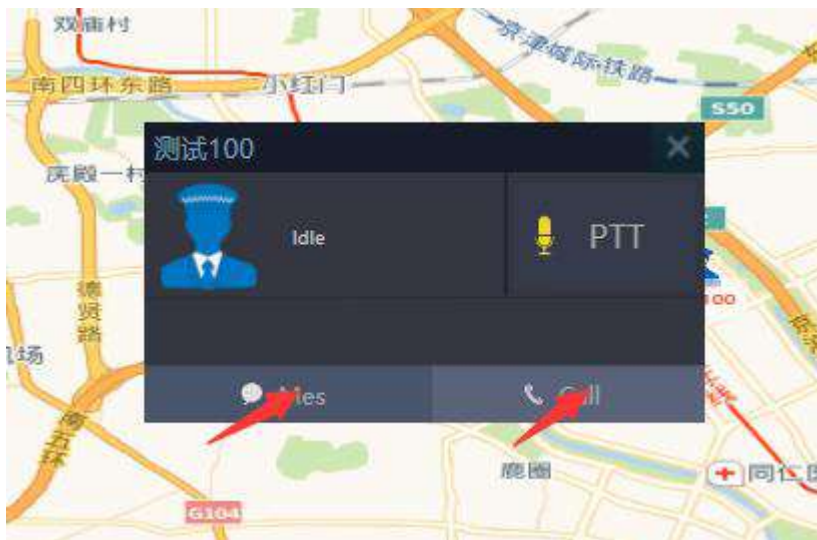 双庙村
京津城际铁路
南四环东路
小红门
S50
测试100
庑殿一村
Idle
PTT
100
德贤路
Mes
Call
南五环
鹿圈
同仁医
G104